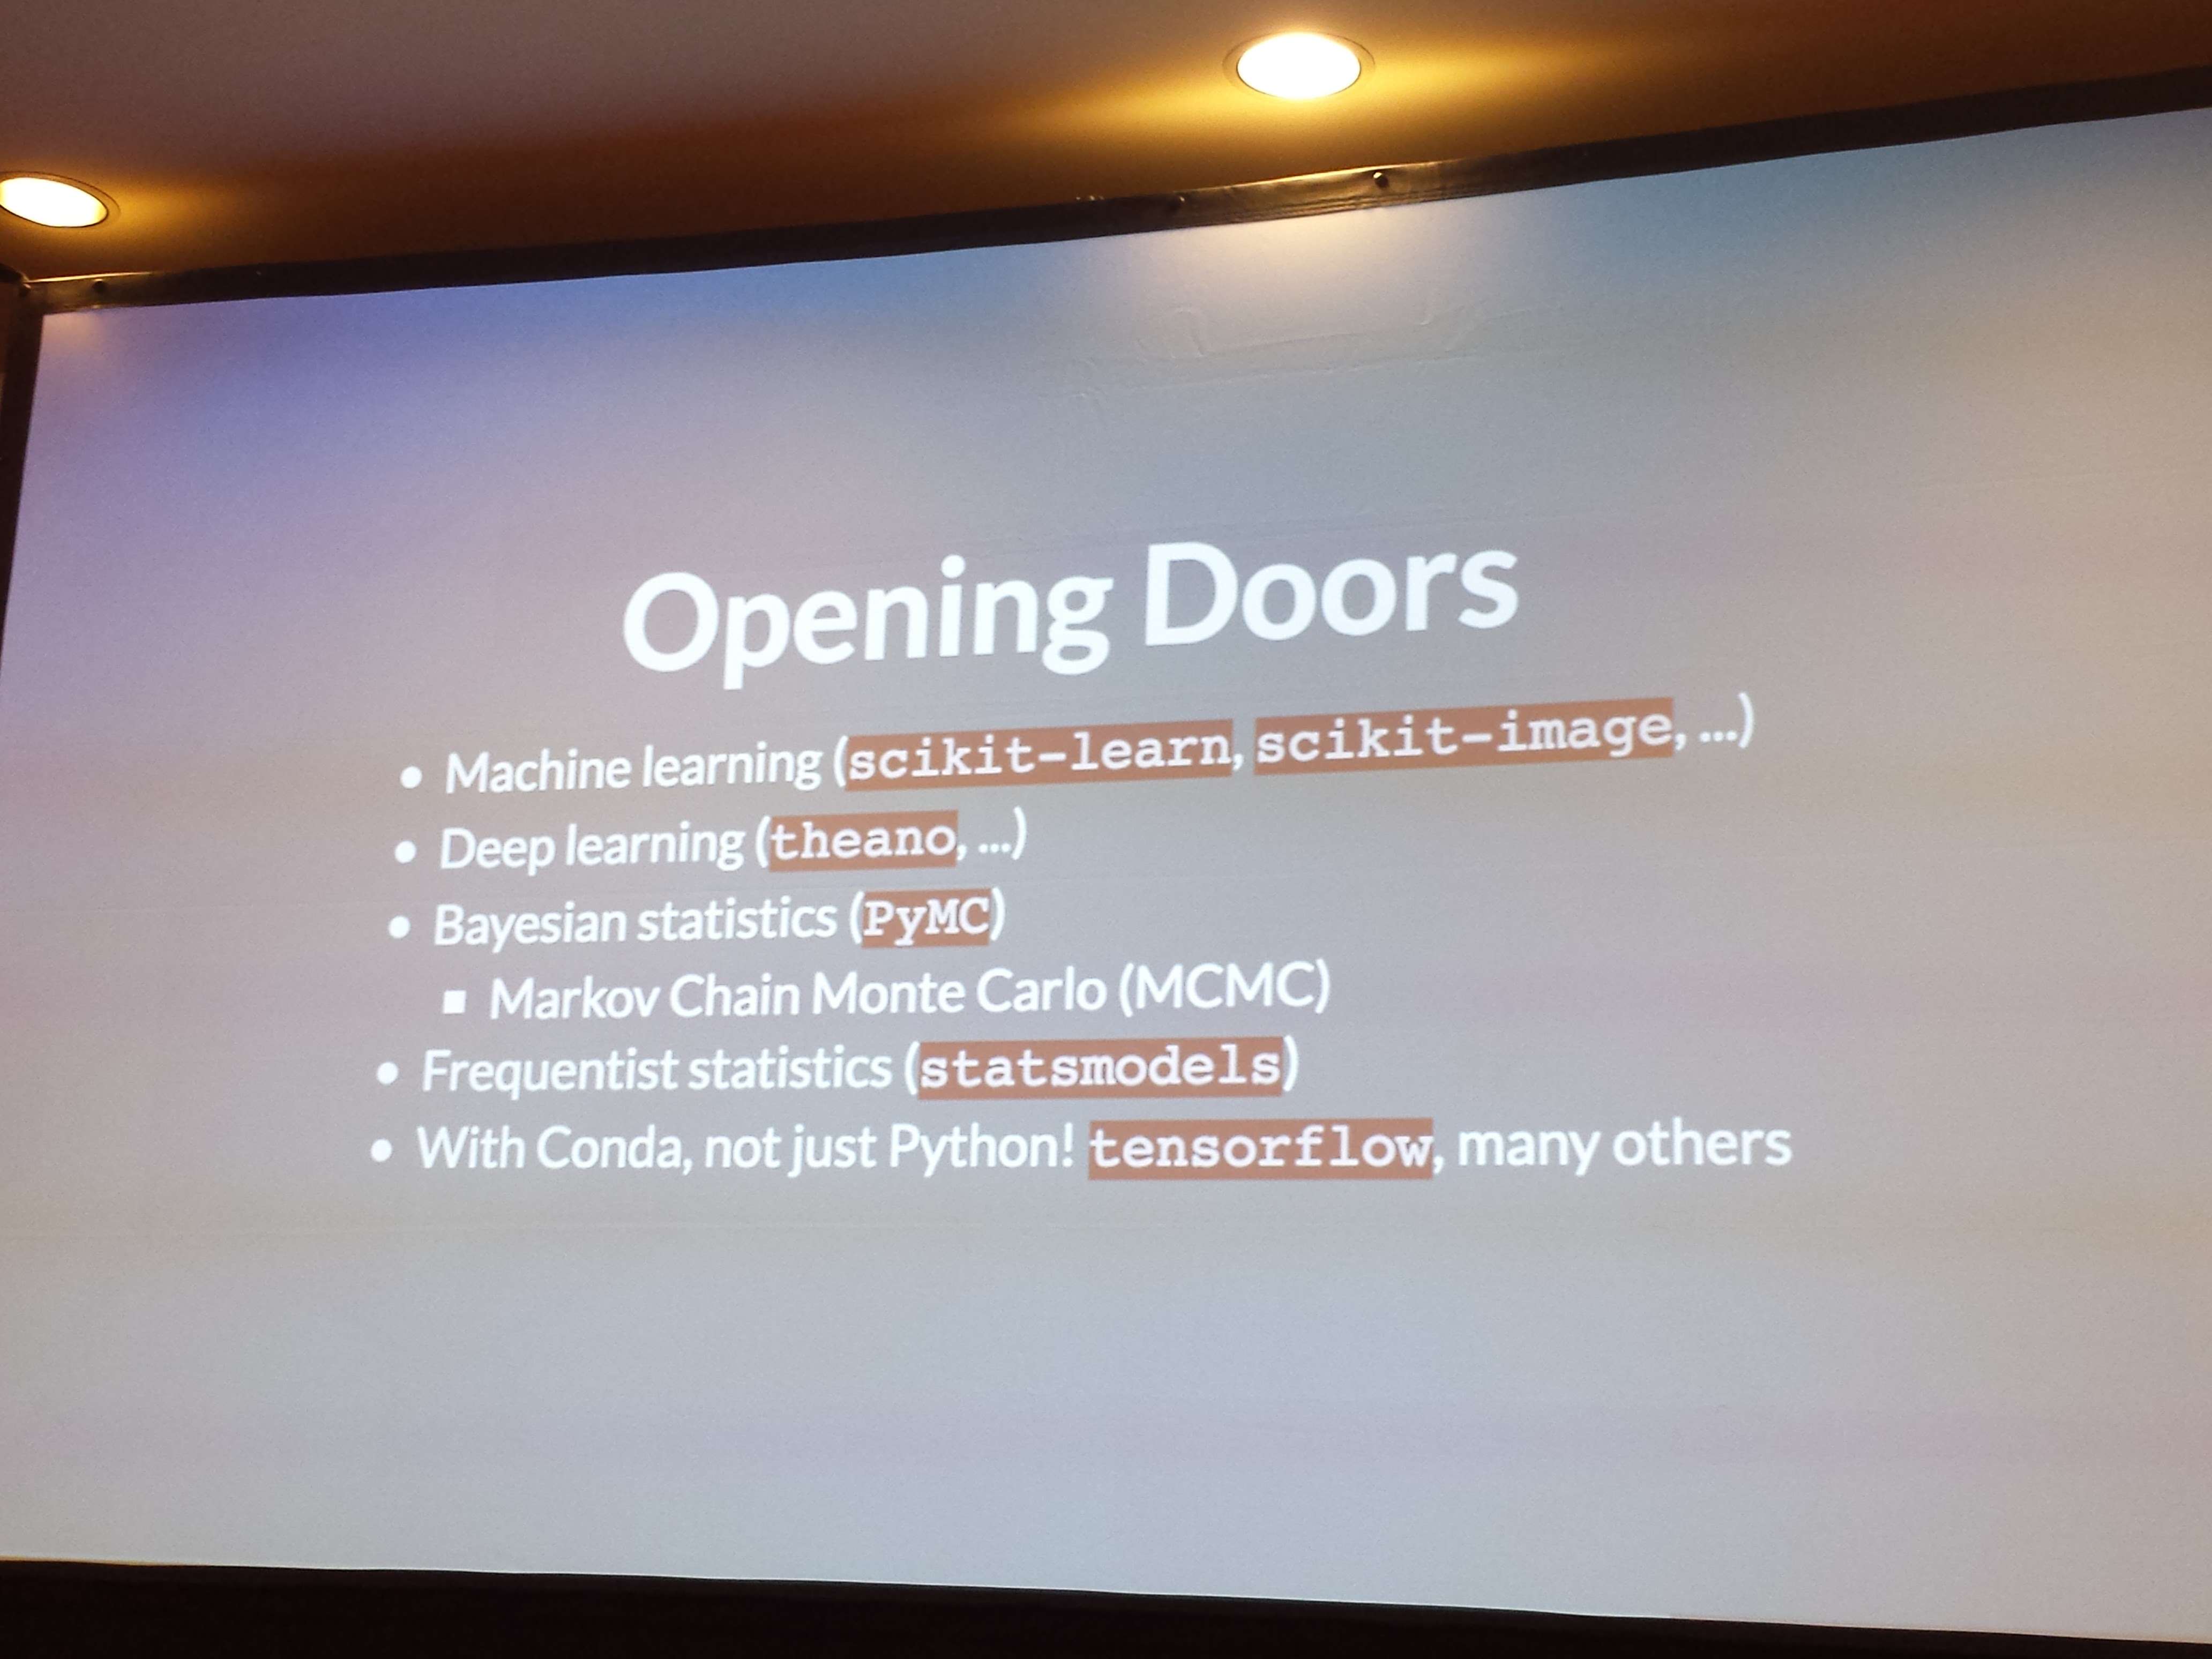 Opening Doors
• Machine learning (scikit-learn, scikit-image, ...)
• Deep learning (theano, ...)
• Bayesian statistics (PyMC)
▪ Markov Chain Monte Carlo (MCMC)
• Frequentist statistics (statsmodels)
• With Conda, not just Python! tensorflow, many others